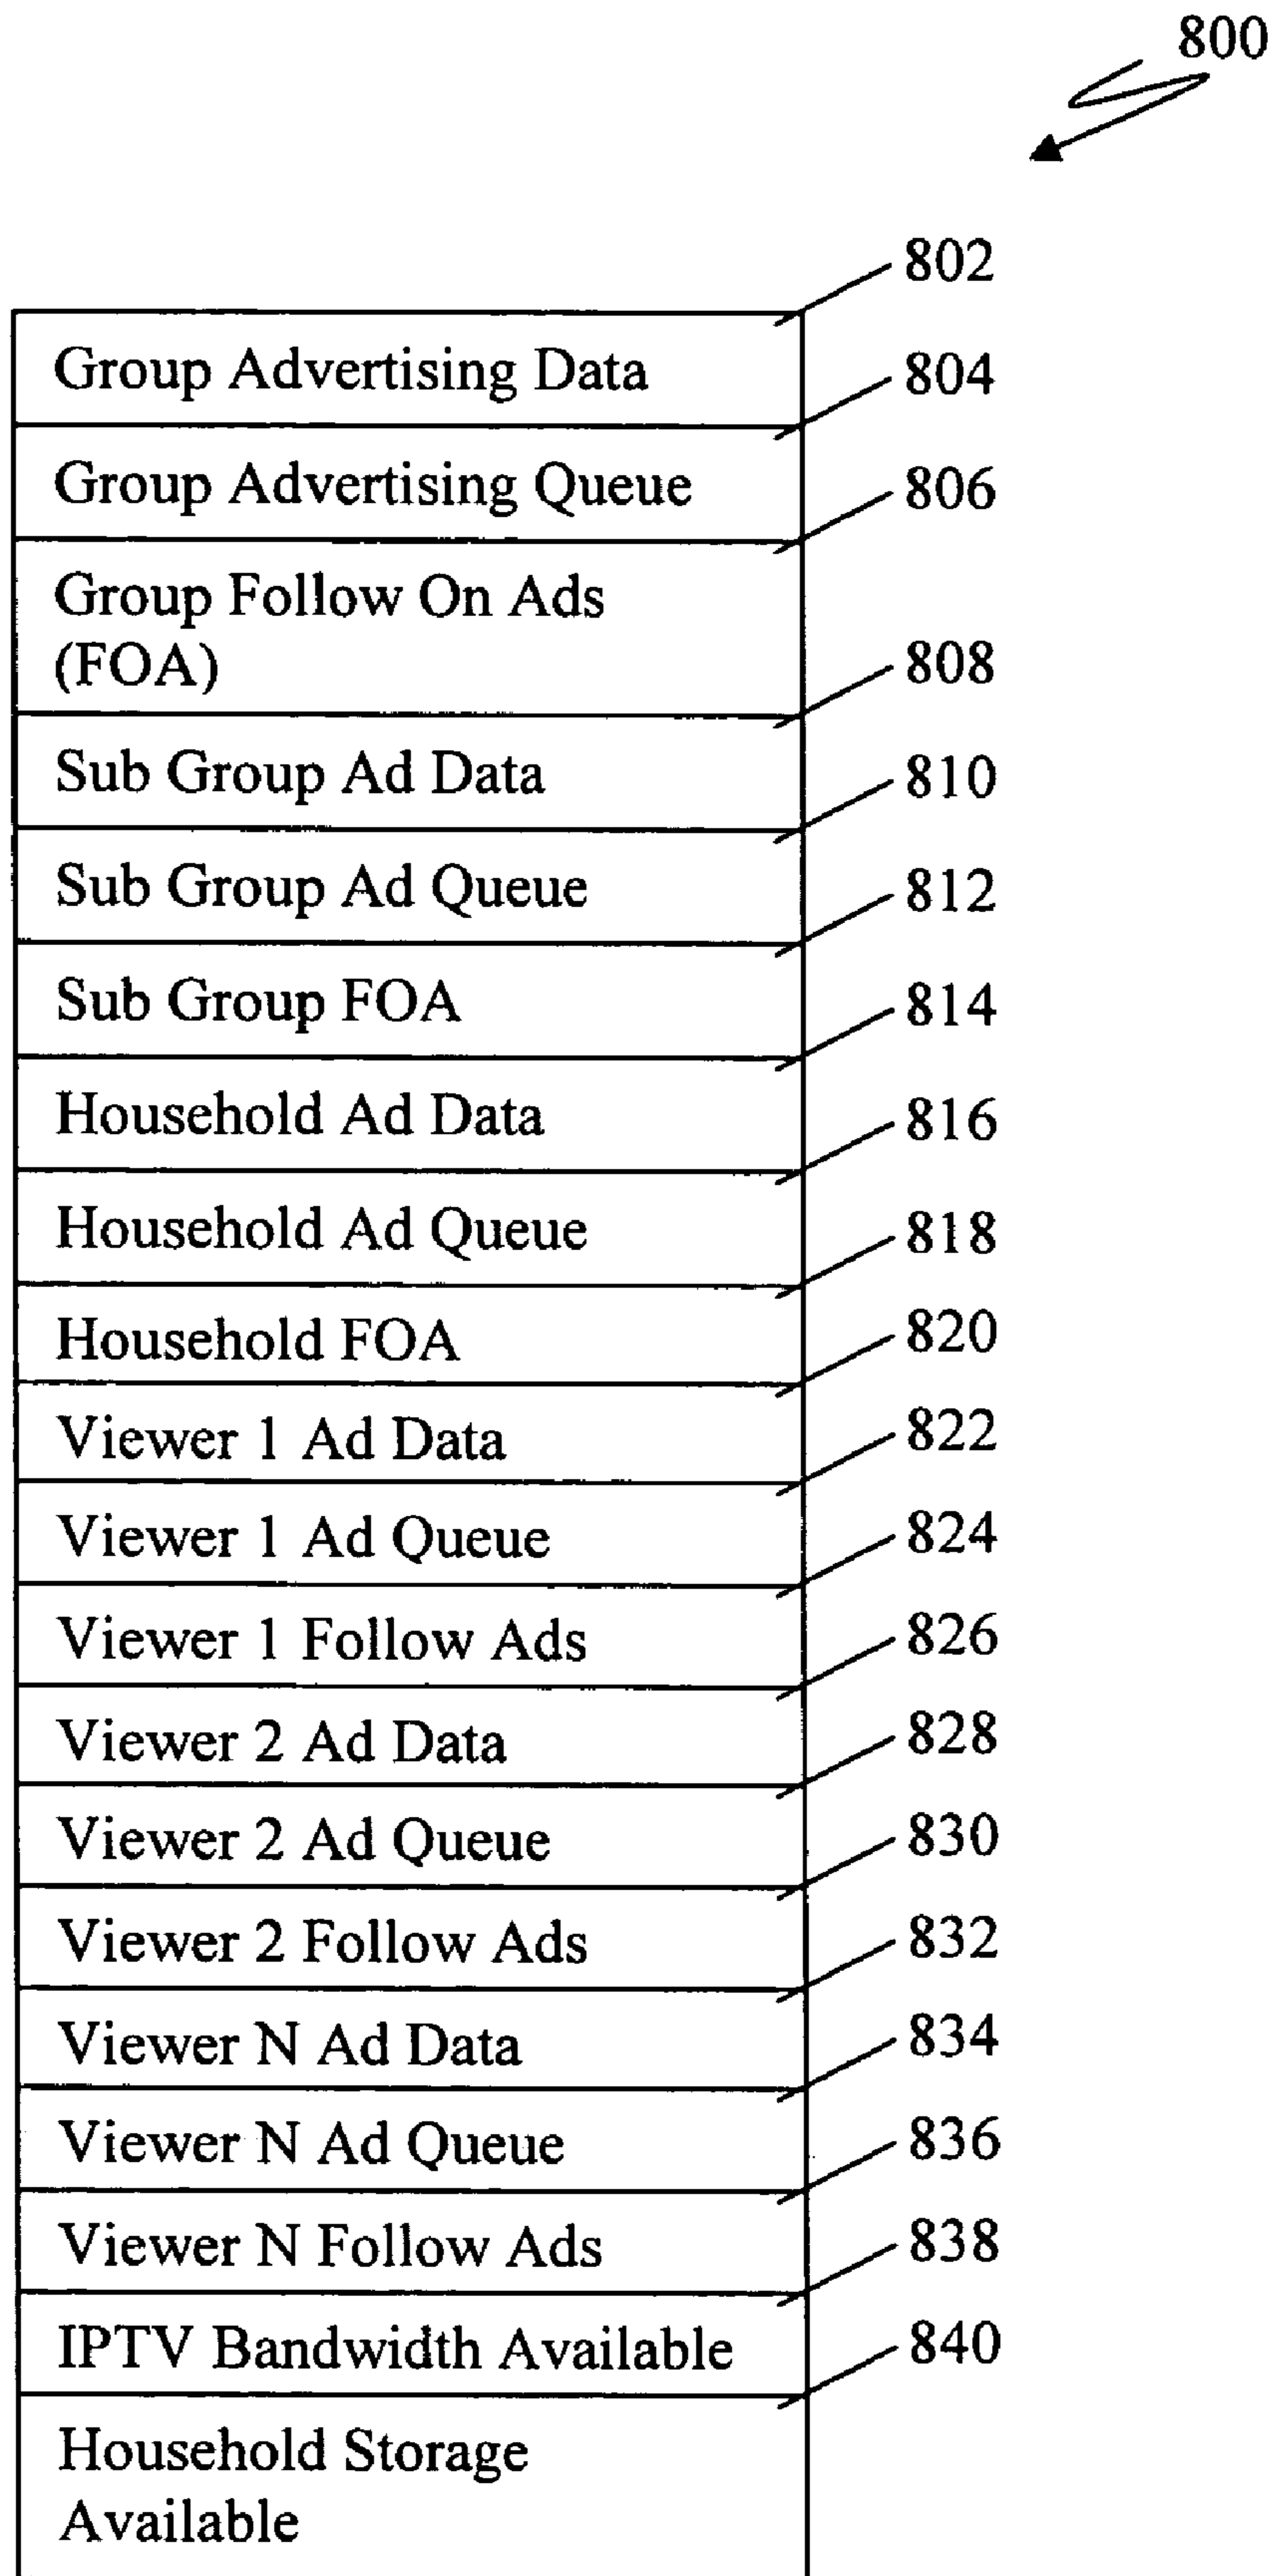 800
802
Group Advertising Data
804
Group Advertising Queue
806
Group Follow On Ads
(FOA)
808
Sub Group Ad Data
810
Sub Group Ad Queue
812
Sub Group FOA
814
Household Ad Data
816
Household Ad Queue
818
Household FOA
820
Viewer 1 Ad Data
822
Viewer 1 Ad Queue
824
Viewer 1 Follow Ads
826
Viewer 2 Ad Data
828
Viewer 2 Ad Queue
830
Viewer 2 Follow Ads
832
Viewer N Ad Data
834
Viewer N Ad Queue
836
Viewer N Follow Ads
838
IPTV Bandwidth Available
840
Household Storage
Available